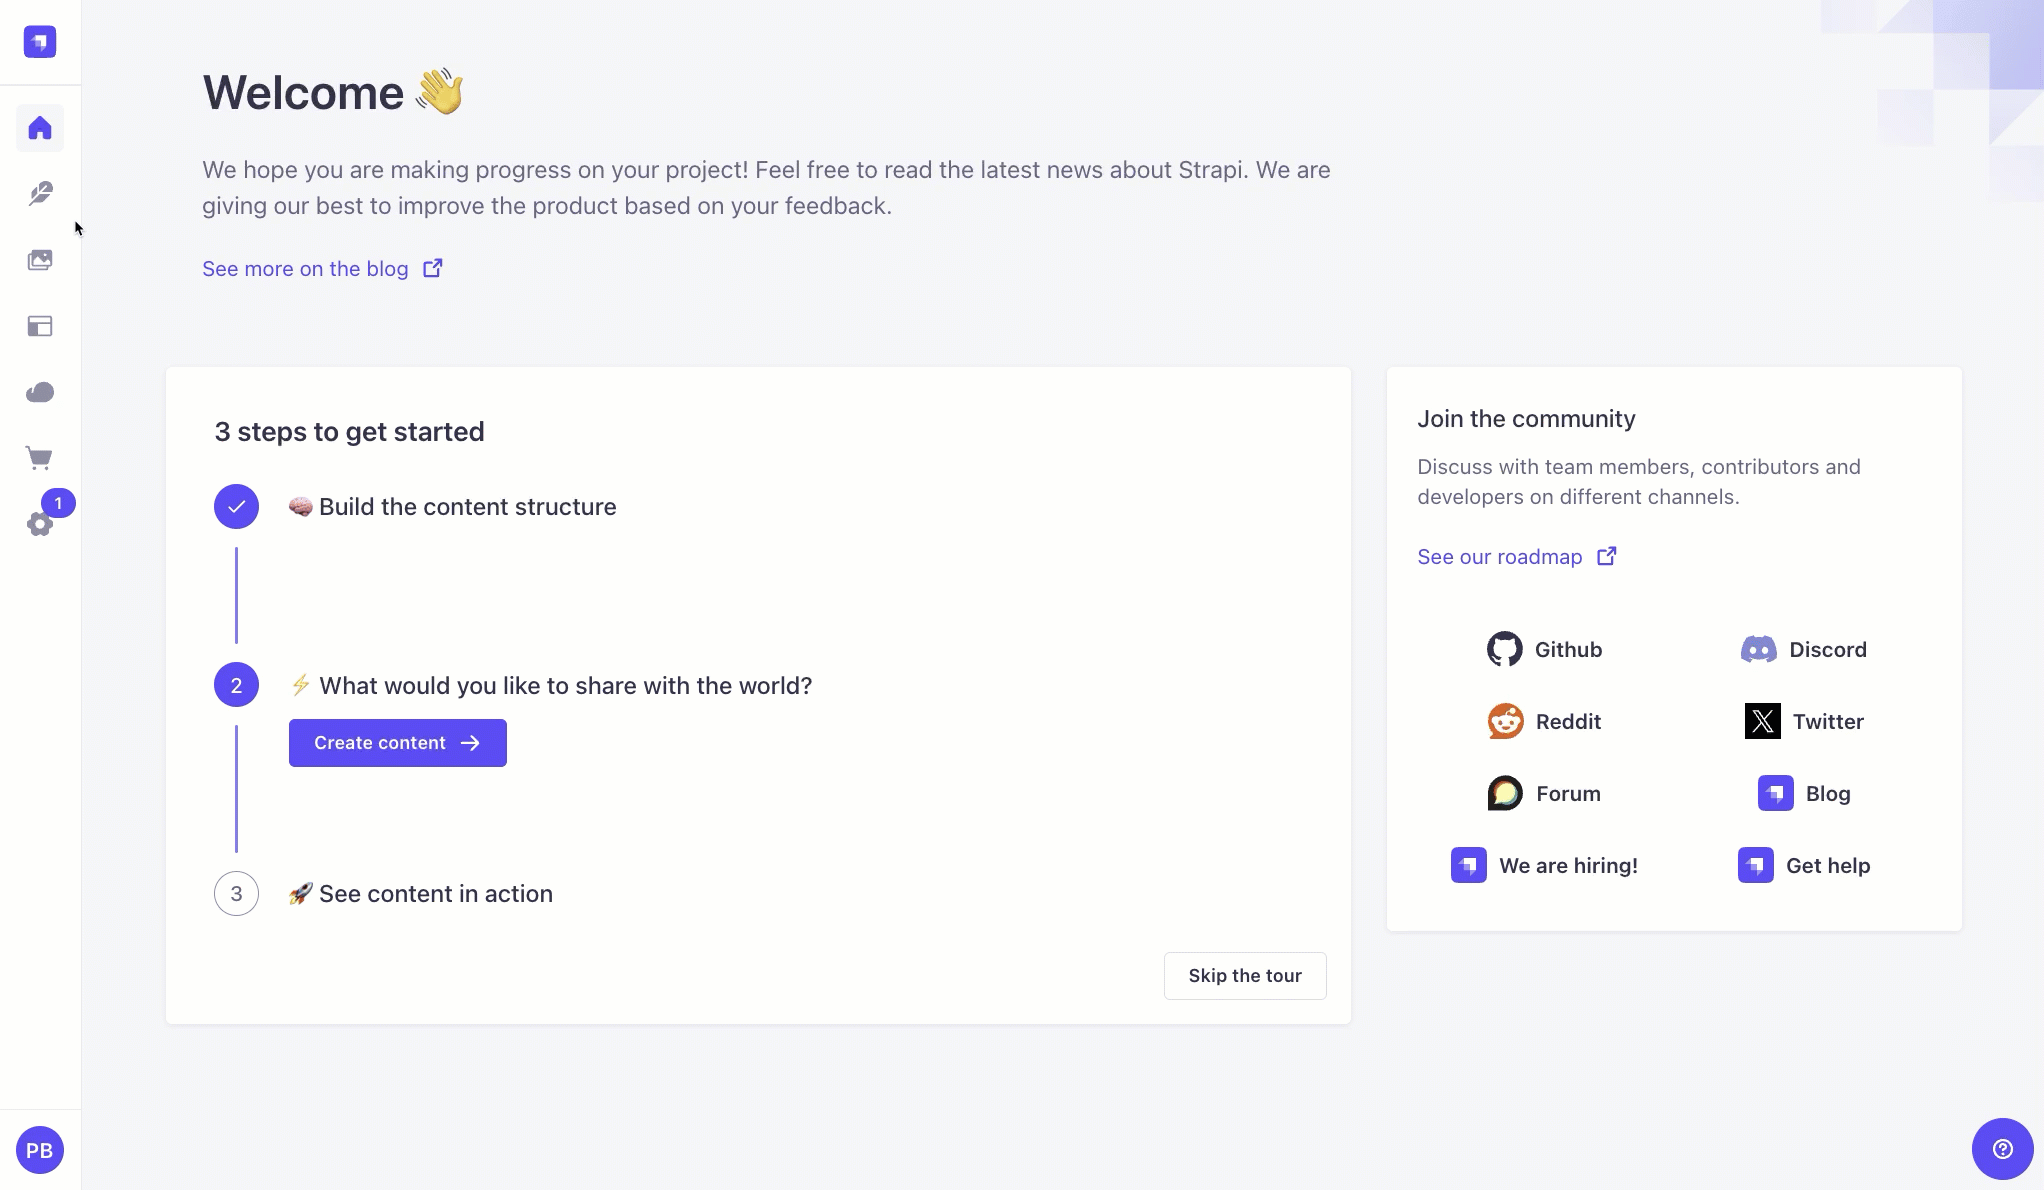 Welcome 👋
We hope you are making progress on your project! Feel free to read the latest news about Strapi. We are
giving our best to improve the product based on your feedback.
See more on the blog
3 steps to get started
🧠 Build the content structure
2
⚡ What would you like to share with the world?
Create content
3
🚀 See content in action
Skip the tour
Join the community
Discuss with team members, contributors and
developers on different channels.
See our roadmap
Github
Discord
Reddit
Twitter
Forum
Blog
We are hiring!
Get help
1
PB